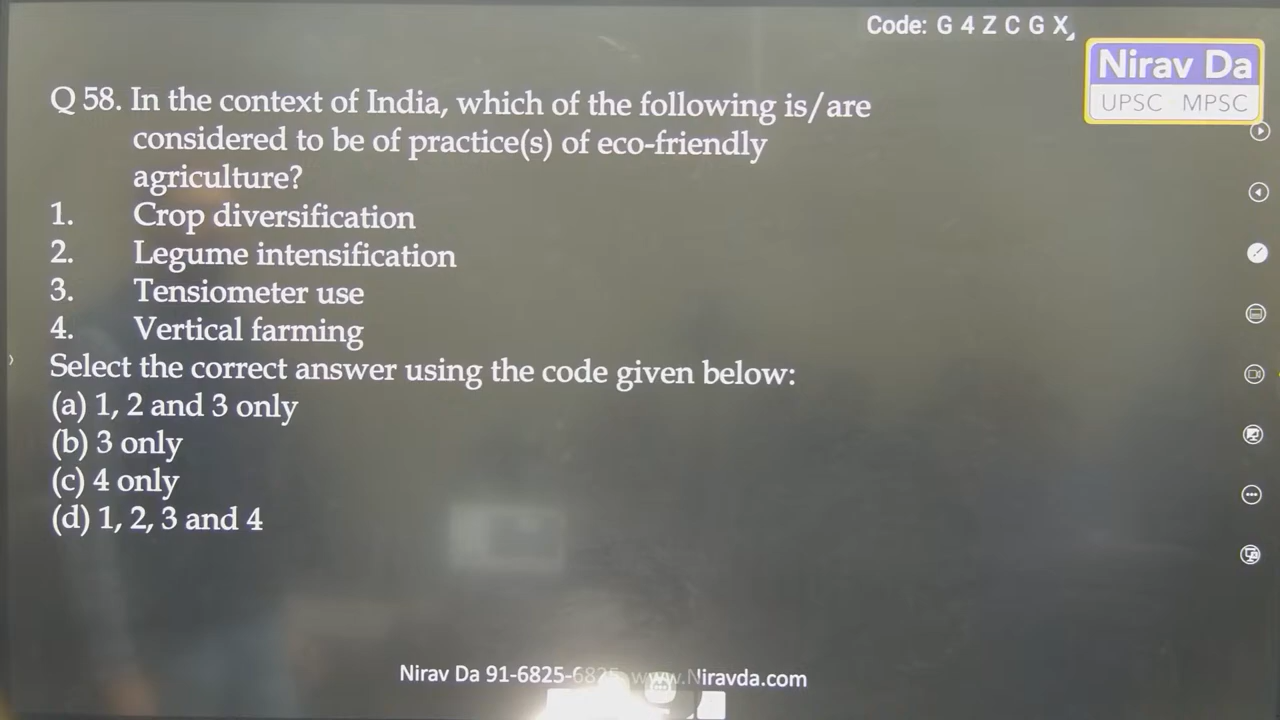 Code: G 4 Z C G X
Nirav Da
UPSC MPSC
Q 58. In the context of India, which of the following is/are
considered to be of practice(s) of eco-friendly
agriculture?
1. Crop diversification
2. Legume intensification
3. Tensiometer use
4. Vertical farming
Select the correct answer using the code given below:
(a) 1, 2 and 3 only
(b) 3 only
(c) 4 only
(d) 1, 2, 3 and 4
Nirav Da 91-6825-6825 www.Niravda.com